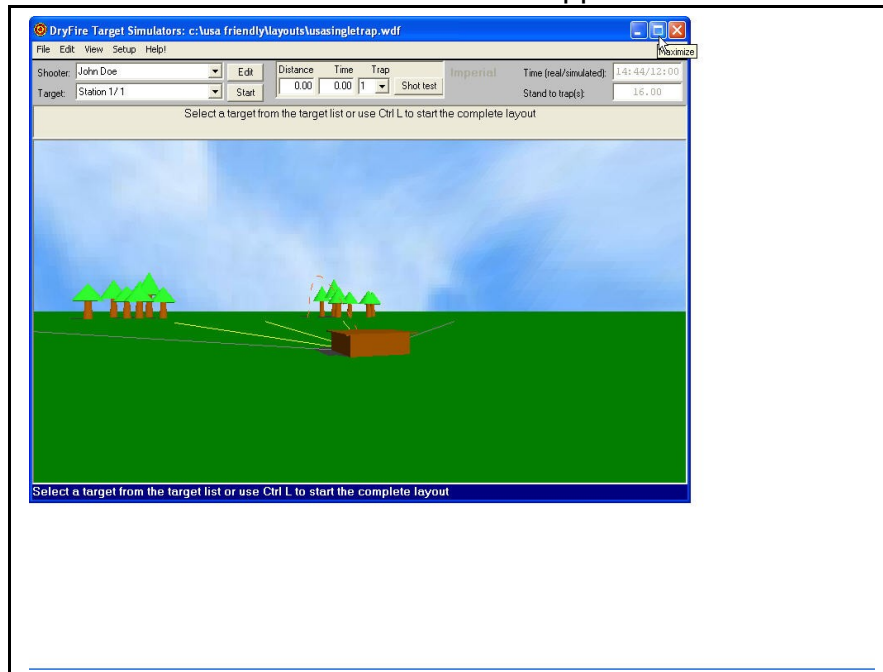 DryFire Target Simulators: c:\usa friendly\layouts\usasingletrap.wdf
File Edit View Setup Help!
Maximize
Shooter: John Doe Edit Distance Time Trap Imperial Time (real/simulated): 14:44/12:00
Target: Station 1/1 Start 0.00 0.00 1 Shot test Stand to trap(s): 16.00
Select a target from the target list or use Ctrl L to start the complete layout
Select a target from the target list or use Ctrl L to start the complete layout